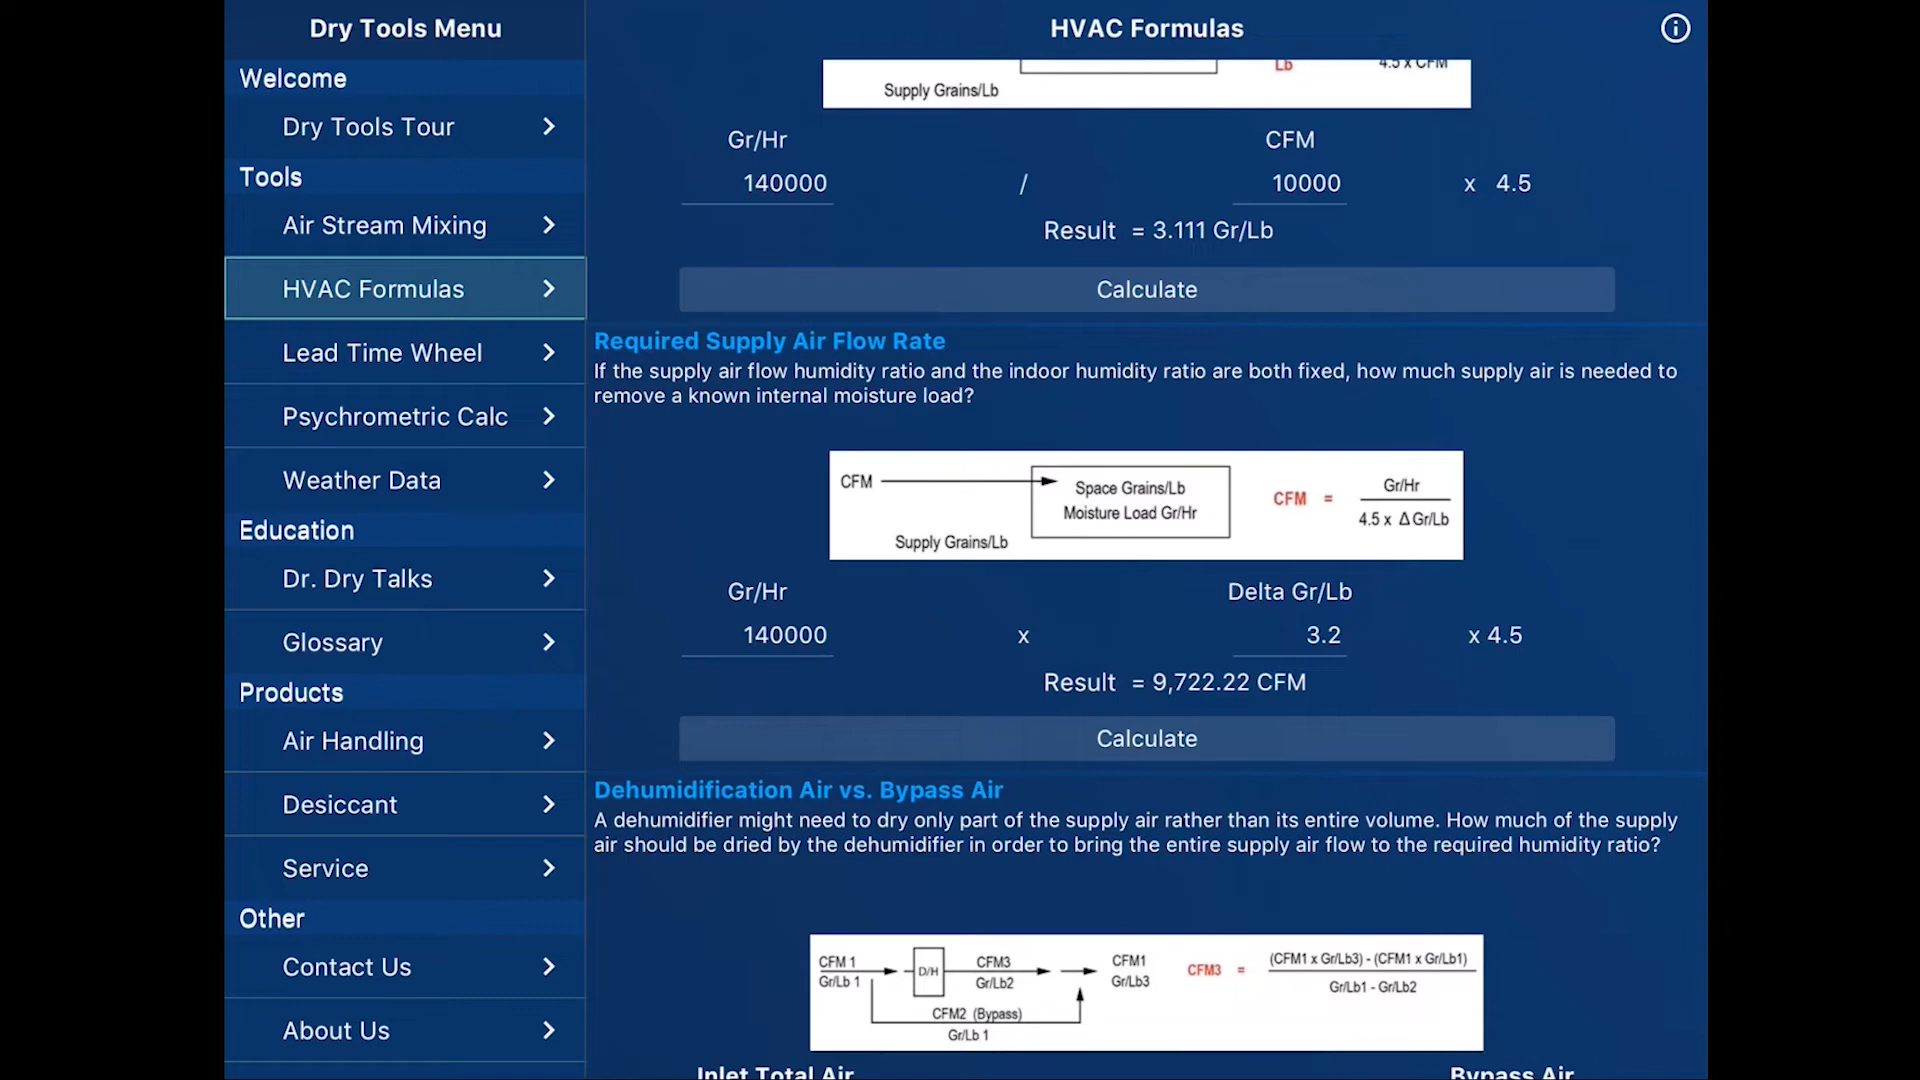 Dry Tools Menu
Welcome
Dry Tools Tour
Tools
Air Stream Mixing
HVAC Formulas
Lead Time Wheel
Psychrometric Calc
Weather Data
Education
Dr. Dry Talks
Glossary
Products
Air Handling
Desiccant
Service
Other
Contact Us
About Us
HVAC Formulas
Lb 4.5 x CFM
Supply Grains/Lb
Gr/Hr CFM
140000 / 10000 x 4.5
Result = 3.111 Gr/Lb
Calculate
Required Supply Air Flow Rate
If the supply air flow humidity ratio and the indoor humidity ratio are both fixed, how much supply air is needed to
remove a known internal moisture load?
CFM Space Grains/Lb
Moisture Load Gr/Hr
Supply Grains/Lb
CFM = Gr/Hr
4.5 x Δ Gr/Lb
Gr/Hr Delta Gr/Lb
140000 x 3.2 x 4.5
Result = 9,722.22 CFM
Calculate
Dehumidification Air vs. Bypass Air
A dehumidifier might need to dry only part of the supply air rather than its entire volume. How much of the supply
air should be dried by the dehumidifier in order to bring the entire supply air flow to the required humidity ratio?
CFM 1 D/H CFM3 CFM1
Gr/Lb 1 Gr/Lb2 Gr/Lb3
CFM2 (Bypass)
Gr/Lb 1
CFM3 = (CFM1 x Gr/Lb3) - (CFM1 x Gr/Lb1)
Gr/Lb1 - Gr/Lb2
Inlet Total Air Bypass Air